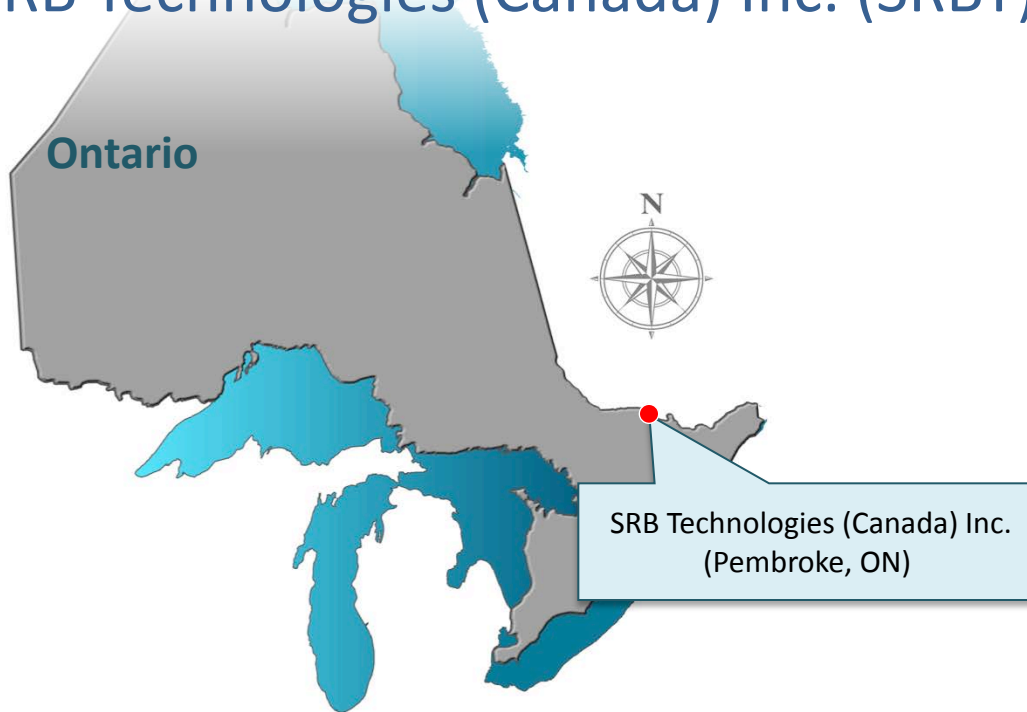 RB Technologies (Canada) Inc. (SRBT)
Ontario
N
SRB Technologies (Canada) Inc.
(Pembroke, ON)